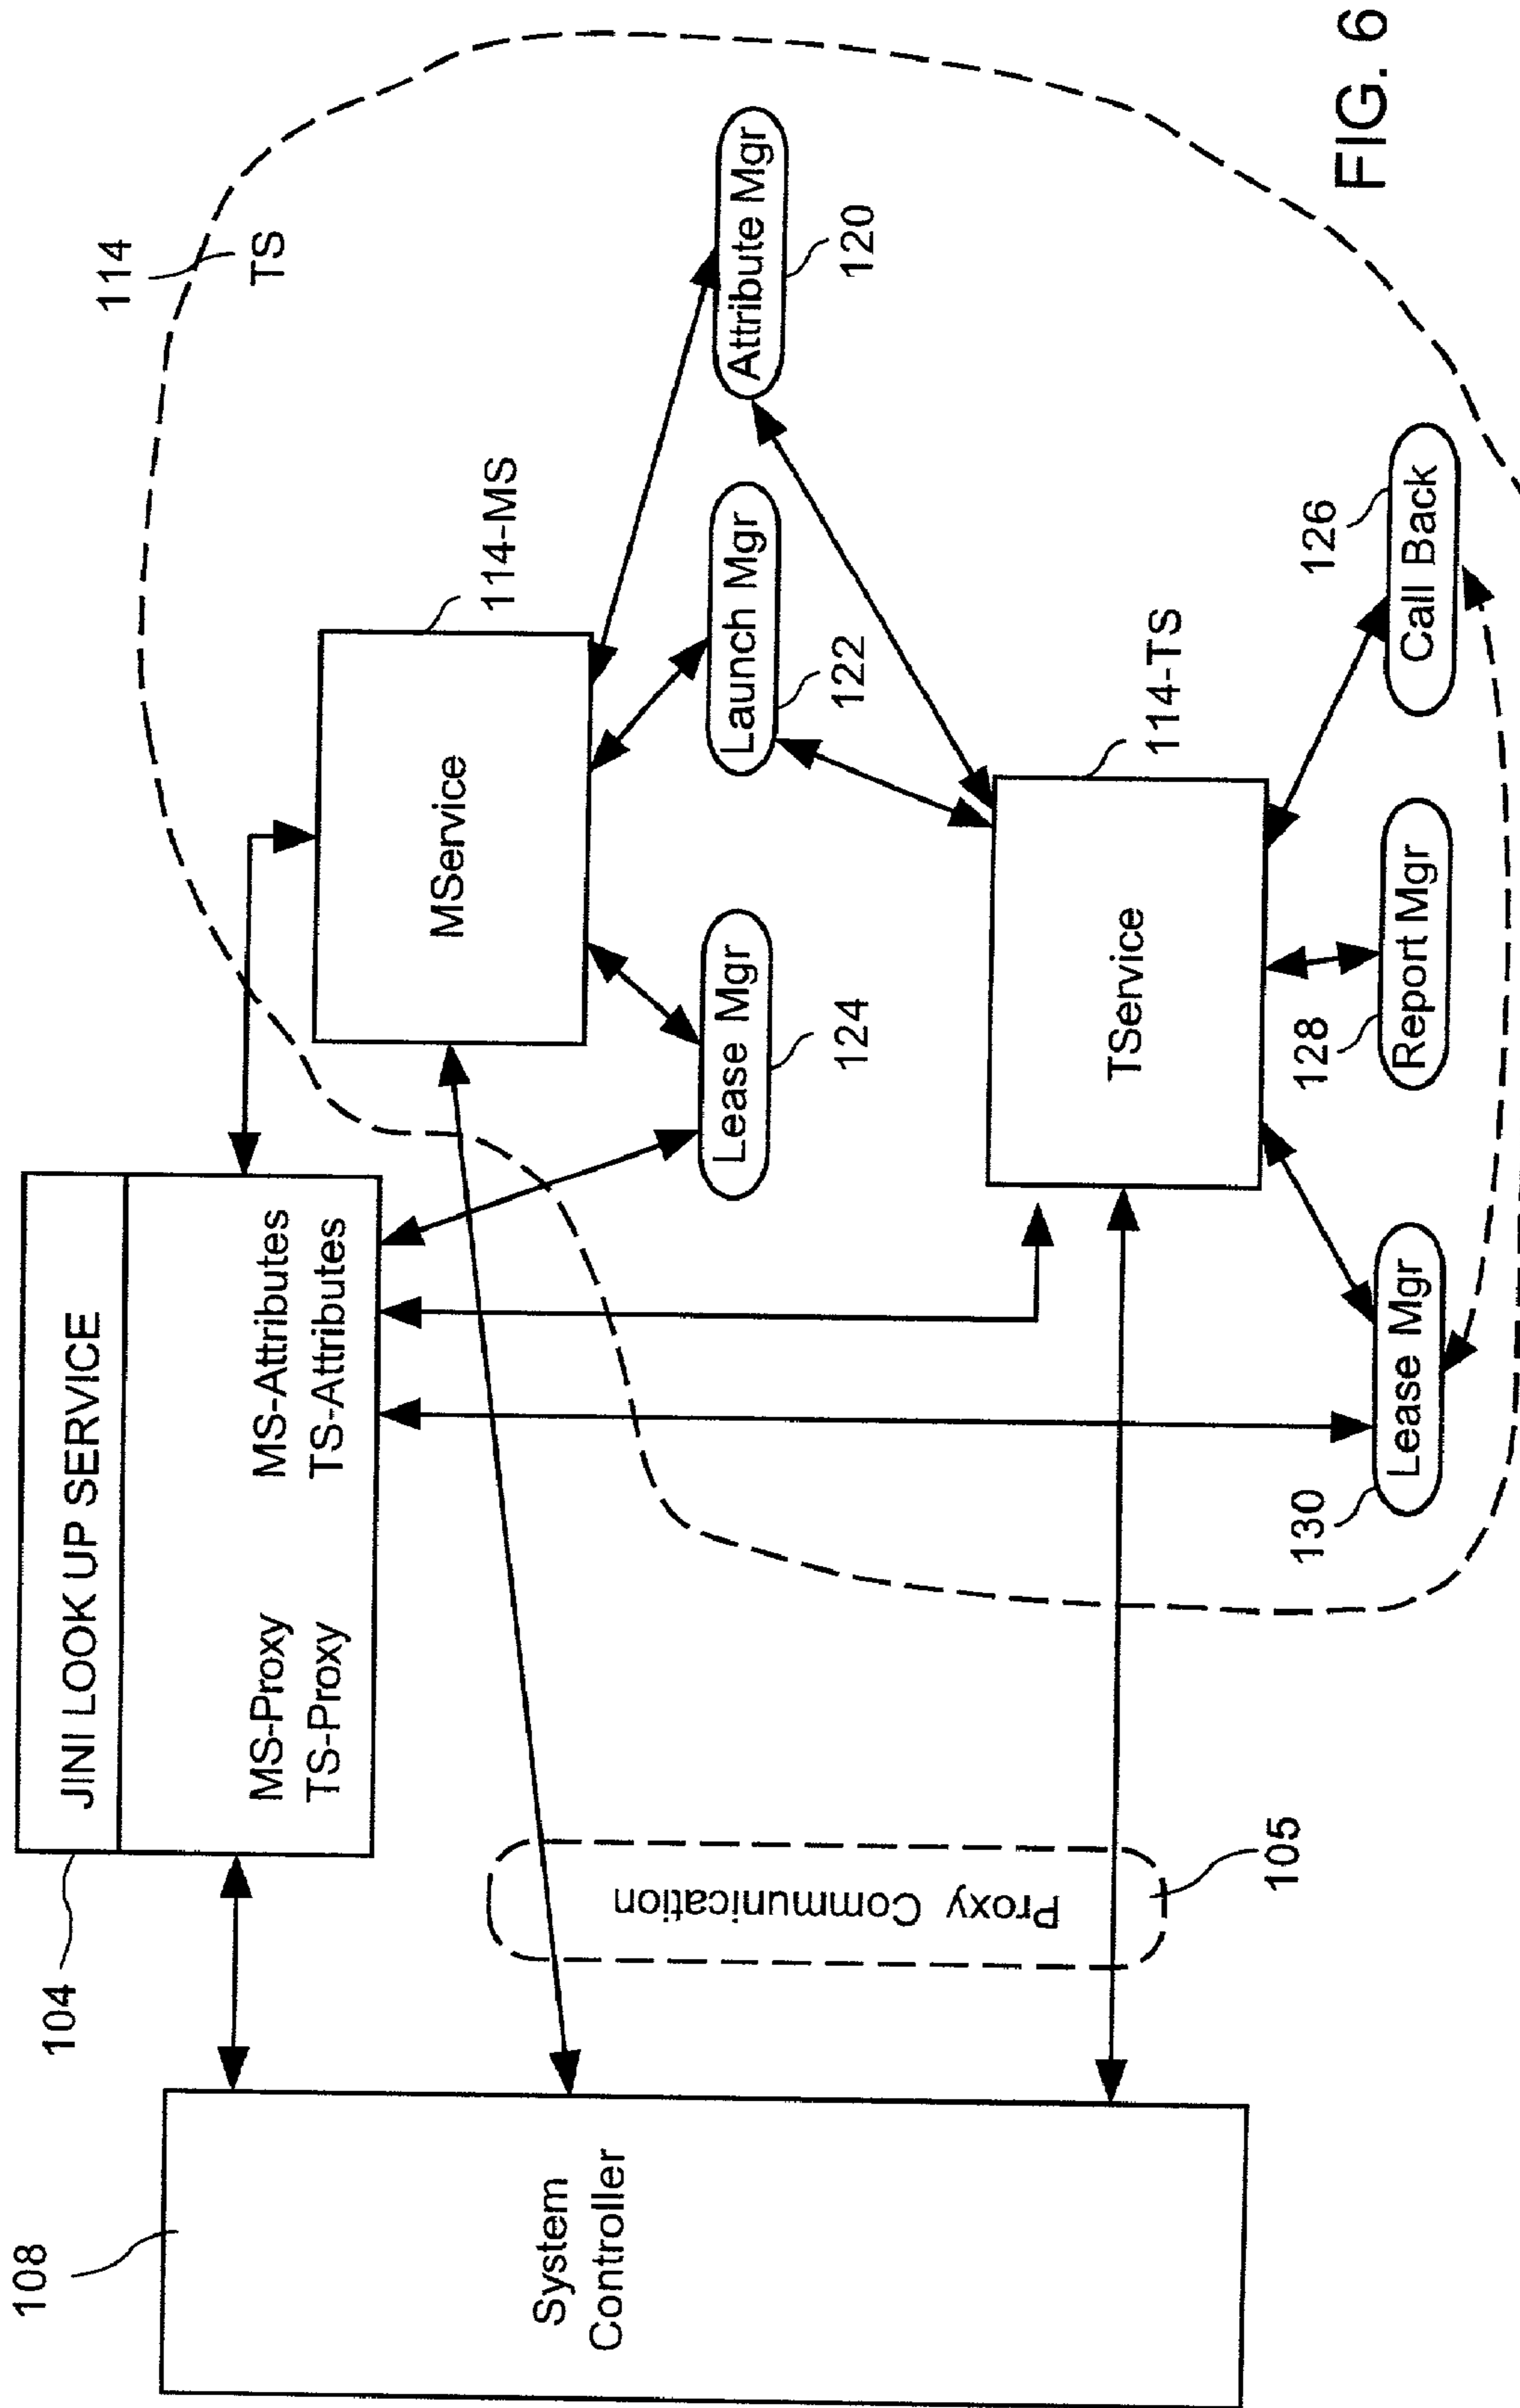 108
System
Controller
104
JINI LOOK UP SERVICE
MS-Proxy
TS-Proxy
MS-Attributes
TS-Attributes
Proxy Communication
105
114
TS
MService
114-MS
Lease Mgr
124
Launch Mgr
122
Attribute Mgr
120
TService
114-TS
130
Lease Mgr
128
Report Mgr
126
Call Back
FIG. 6